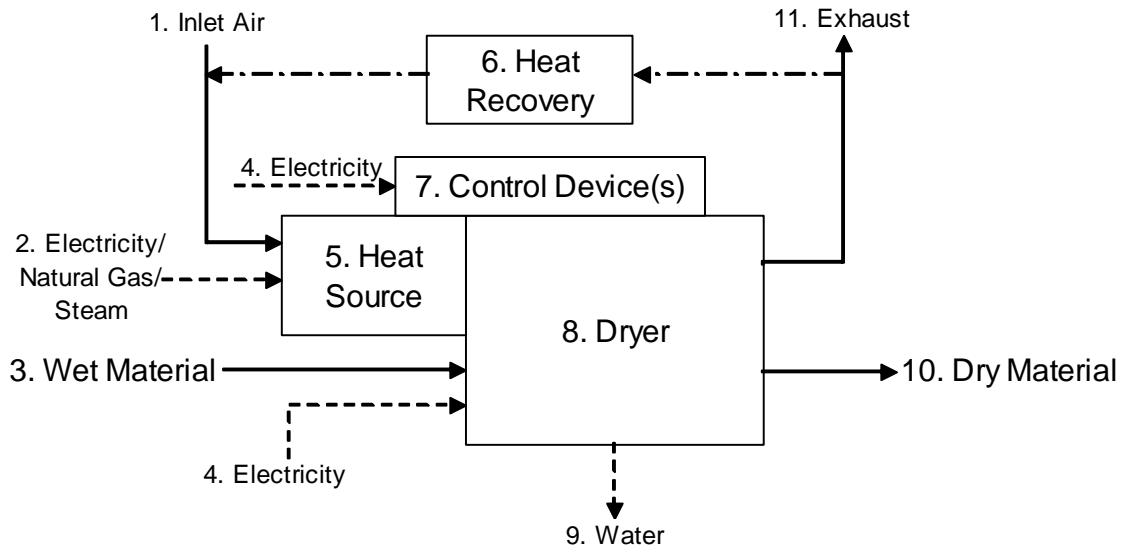 1. Inlet Air
11. Exhaust
6. Heat
Recovery
4. Electricity
7. Control Device(s)
2. Electricity/
Natural Gas/
Steam
5. Heat
Source
8. Dryer
3. Wet Material
10. Dry Material
4. Electricity
9. Water